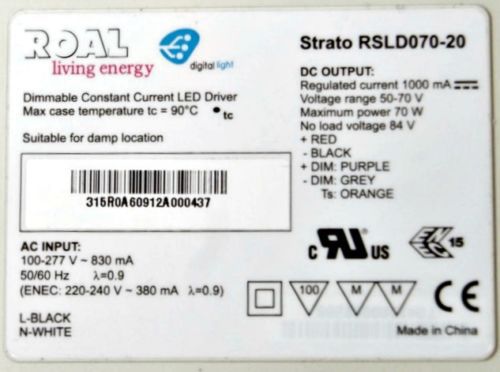 ROAL
living energy
digital light
Strato RSLD070-20
Dimmable Constant Current LED Driver
Max case temperature tc = 90°C •tc
Suitable for damp location
DC OUTPUT:
Regulated current 1000 mA
Voltage range 50-70 V
Maximum power 70 W
No load voltage 84 V
+ RED
- BLACK
+ DIM: PURPLE
- DIM: GREY
Ts: ORANGE
315R0A60912A000437
AC INPUT:
100-277 V ~ 830 mA
50/60 Hz λ=0.9
(ENEC: 220-240 V ~ 380 mA λ=0.9)
L-BLACK
N-WHITE
c RU US
15
100 M M CE
Made in China